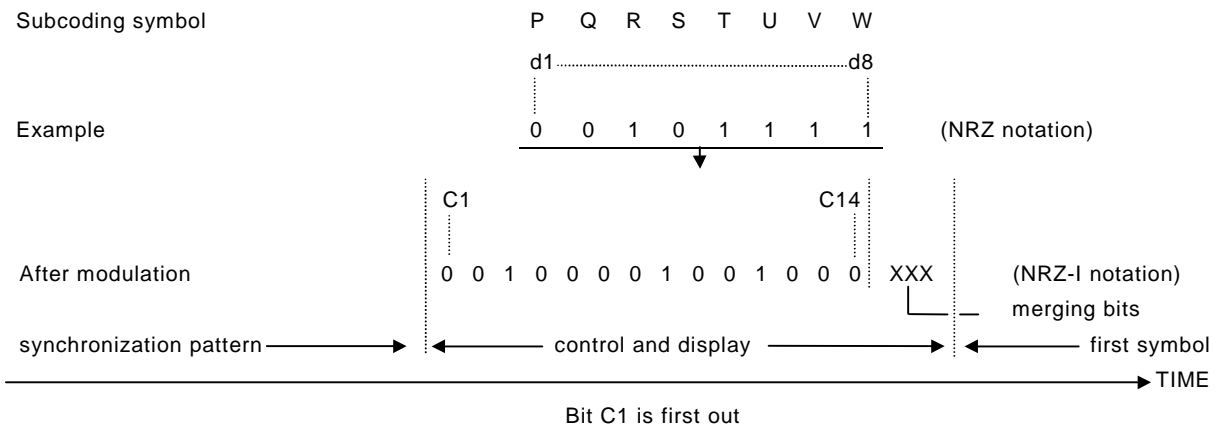 Subcoding symbol P Q R S T U V W
d1 d8
Example 0 0 1 0 1 1 1 1 (NRZ notation)
C1 C14
After modulation 0 0 1 0 0 0 0 1 0 0 1 0 0 0 XXX (NRZ-I notation)
merging bits
synchronization pattern control and display first symbol
TIME
Bit C1 is first out